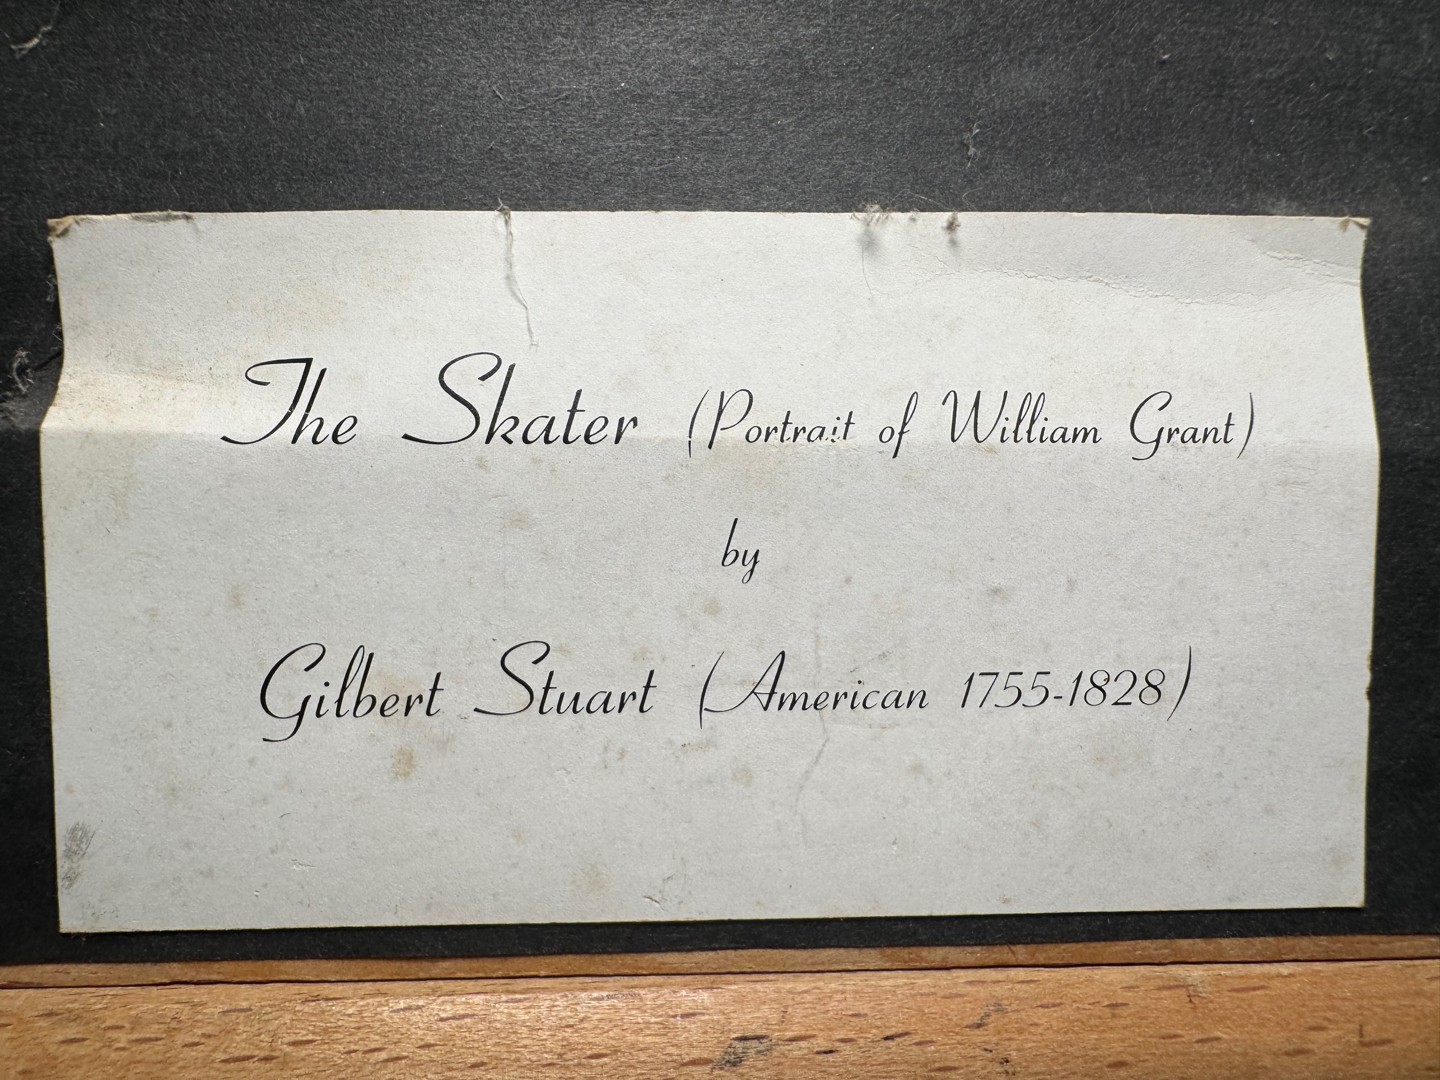 The Skater (Portrait of William Grant)
by
Gilbert Stuart (American 1755-1828)